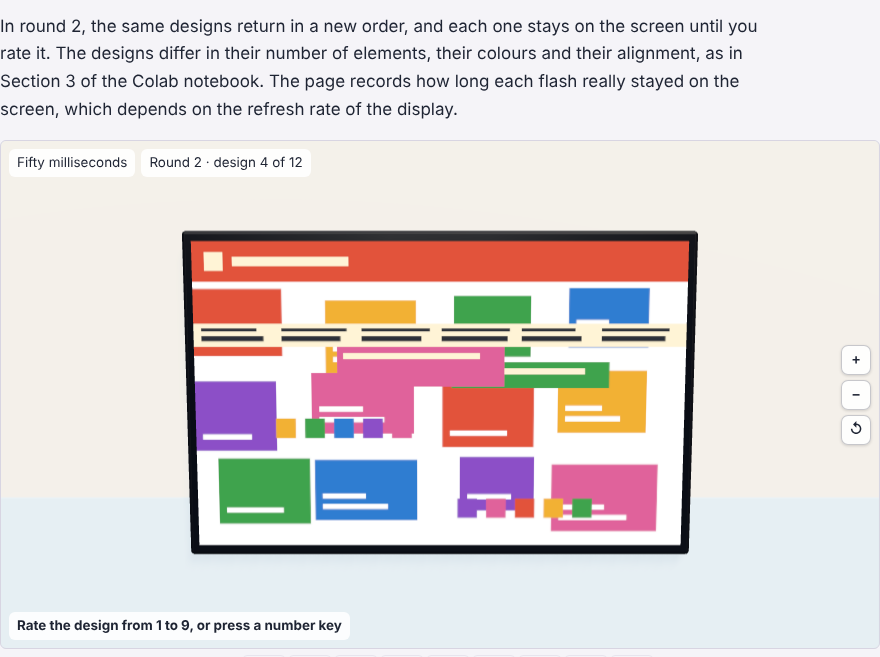 In round 2, the same designs return in a new order, and each one stays on the screen until you
rate it. The designs differ in their number of elements, their colours and their alignment, as in
Section 3 of the Colab notebook. The page records how long each flash really stayed on the
screen, which depends on the refresh rate of the display.
Fifty milliseconds
Round 2 · design 4 of 12
+
−
Rate the design from 1 to 9, or press a number key